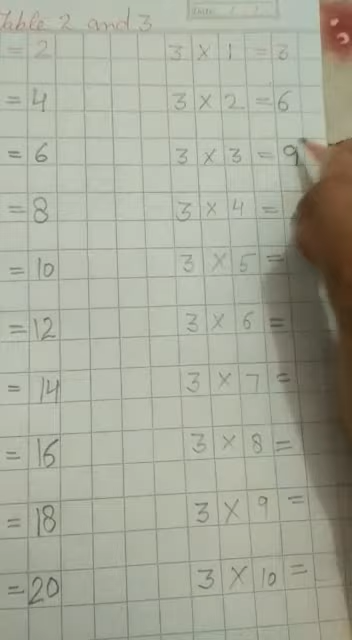 Table 2 and 3
Date
= 2 3 × 1 = 3
= 4 3 × 2 = 6
= 6 3 × 3 = 9
= 8 3 × 4 =
= 10 3 × 5 =
= 12 3 × 6 =
= 14 3 × 7 =
= 16 3 × 8 =
= 18 3 × 9 =
= 20 3 × 10 =